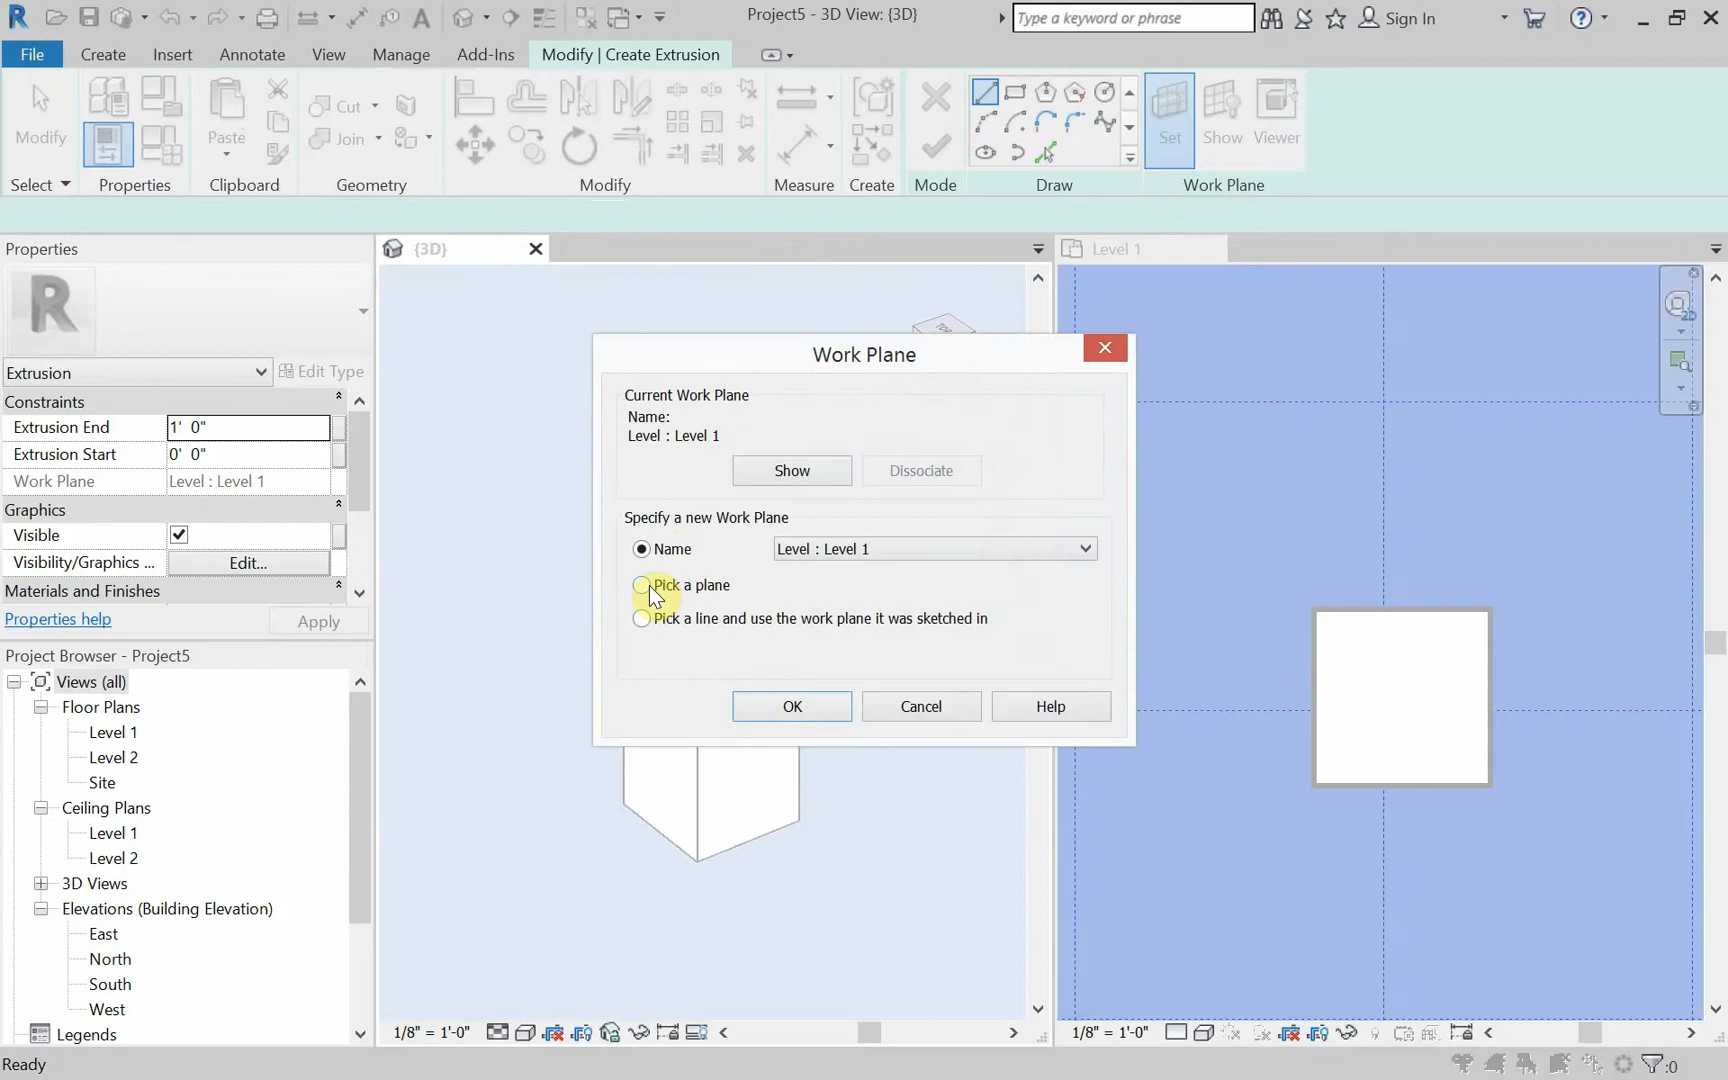 Project5 - 3D View: {3D}
Type a keyword or phrase
Sign In
File Create Insert Annotate View Manage Add-Ins Modify | Create Extrusion
Modify
Paste
Cut
Join
Set Show Viewer
Select Properties Clipboard Geometry Modify Measure Create Mode Draw Work Plane
Properties
{3D}
Level 1
R
Extrusion
Edit Type
Constraints
Extrusion End 1' 0"
Extrusion Start 0' 0"
Work Plane Level : Level 1
Graphics
Visible
Visibility/Graphics ... Edit...
Materials and Finishes
Properties help
Apply
Project Browser - Project5
Views (all)
Floor Plans
Level 1
Level 2
Site
Ceiling Plans
Level 1
Level 2
3D Views
Elevations (Building Elevation)
East
North
South
West
Legends
TOP
Work Plane
Current Work Plane
Name:
Level : Level 1
Show Dissociate
Specify a new Work Plane
Name Level : Level 1
Pick a plane
Pick a line and use the work plane it was sketched in
OK Cancel Help
2D
1/8" = 1'-0"
1/8" = 1'-0"
Ready
:0